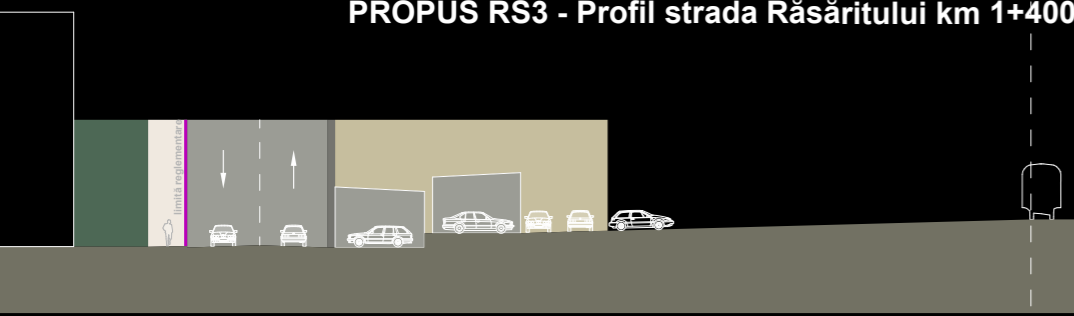 PROPUS RS3 - Profil strada Răsăritului km 1+400
limită reglementare